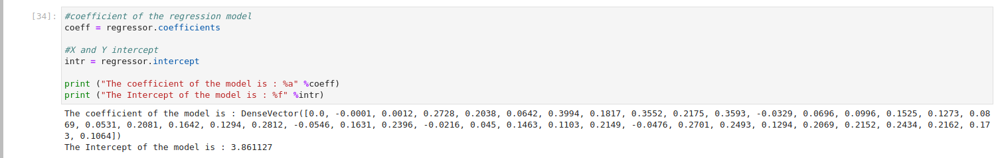 [34]: #coefficient of the regression model
coeff = regressor.coefficients
#X and Y intercept
intr = regressor.intercept
print ("The coefficient of the model is : %a" %coeff)
print ("The Intercept of the model is : %f" %intr)
The coefficient of the model is : DenseVector([0.0, -0.0001, 0.0012, 0.2728, 0.2038, 0.0642, 0.3994, 0.1817, 0.3552, 0.2175, 0.3593, -0.0329, 0.0696, 0.0996, 0.1525, 0.1273, 0.08
69, 0.0531, 0.2081, 0.1642, 0.1294, 0.2812, -0.0546, 0.1631, 0.2396, -0.0216, 0.045, 0.1463, 0.1103, 0.2149, -0.0476, 0.2701, 0.2493, 0.1294, 0.2069, 0.2152, 0.2434, 0.2162, 0.17
3, 0.1064])
The Intercept of the model is : 3.861127